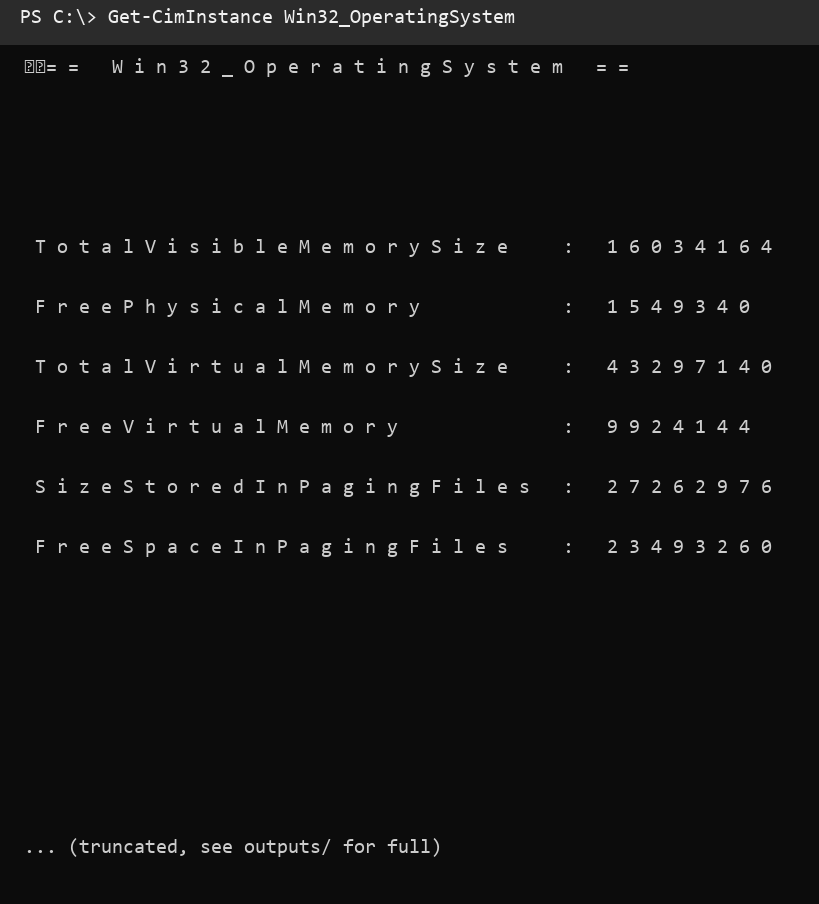 PS C:\> Get-CimInstance Win32_OperatingSystem
== Win32_OperatingSystem ==
TotalVisibleMemorySize : 16034164
FreePhysicalMemory : 1549340
TotalVirtualMemorySize : 43297140
FreeVirtualMemory : 9924144
SizeStoredInPagingFiles : 27262976
FreeSpaceInPagingFiles : 23493260
... (truncated, see outputs/ for full)